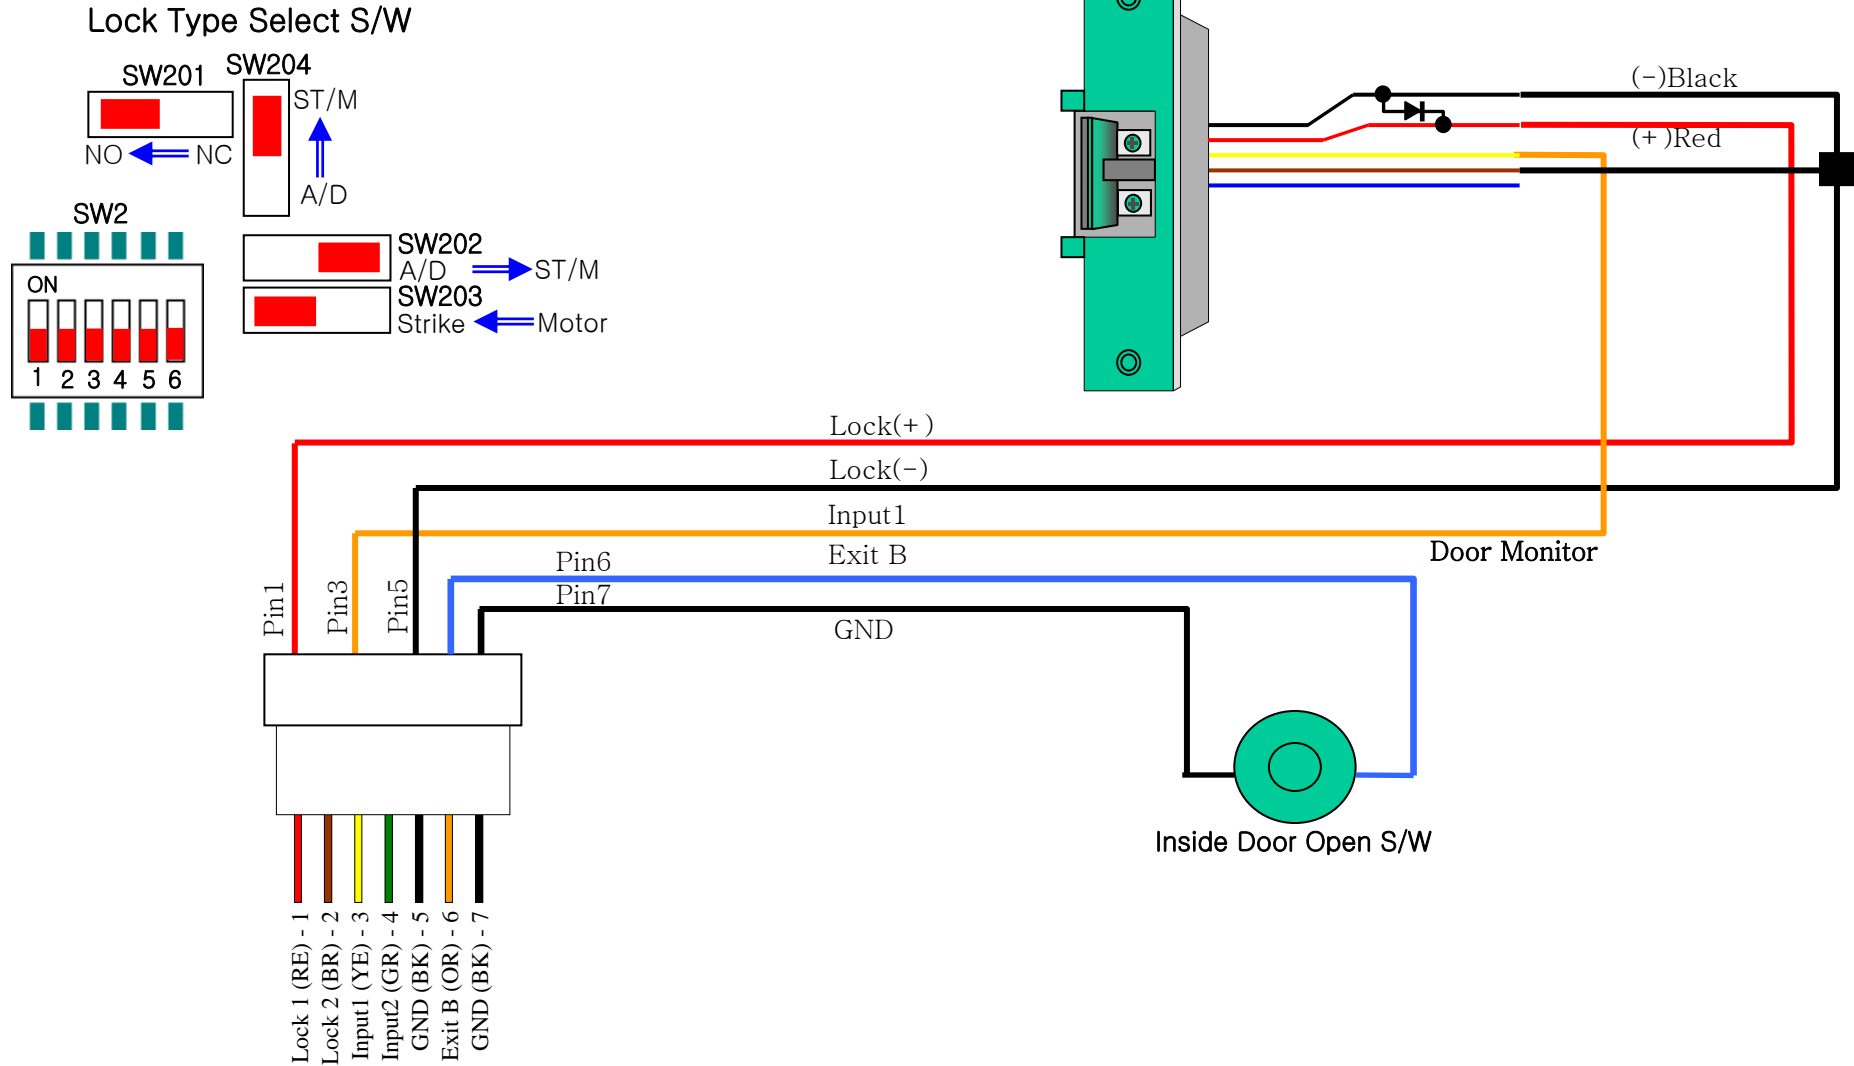 Lock Type Select S/W
SW201
SW204
ST/M
NO
NC
A/D
SW2
ON
1 2 3 4 5 6
SW202
A/D
ST/M
SW203
Strike
Motor
(-)Black
(+)Red
Lock(+)
Lock(-)
Input1
Door Monitor
Exit B
Pin6
Pin7
GND
Pin1
Pin3
Pin5
Inside Door Open S/W
Lock 1 (RE) - 1
Lock 2 (BR) - 2
Input1 (YE) - 3
Input2 (GR) - 4
GND (BK) - 5
Exit B (OR) - 6
GND (BK) - 7